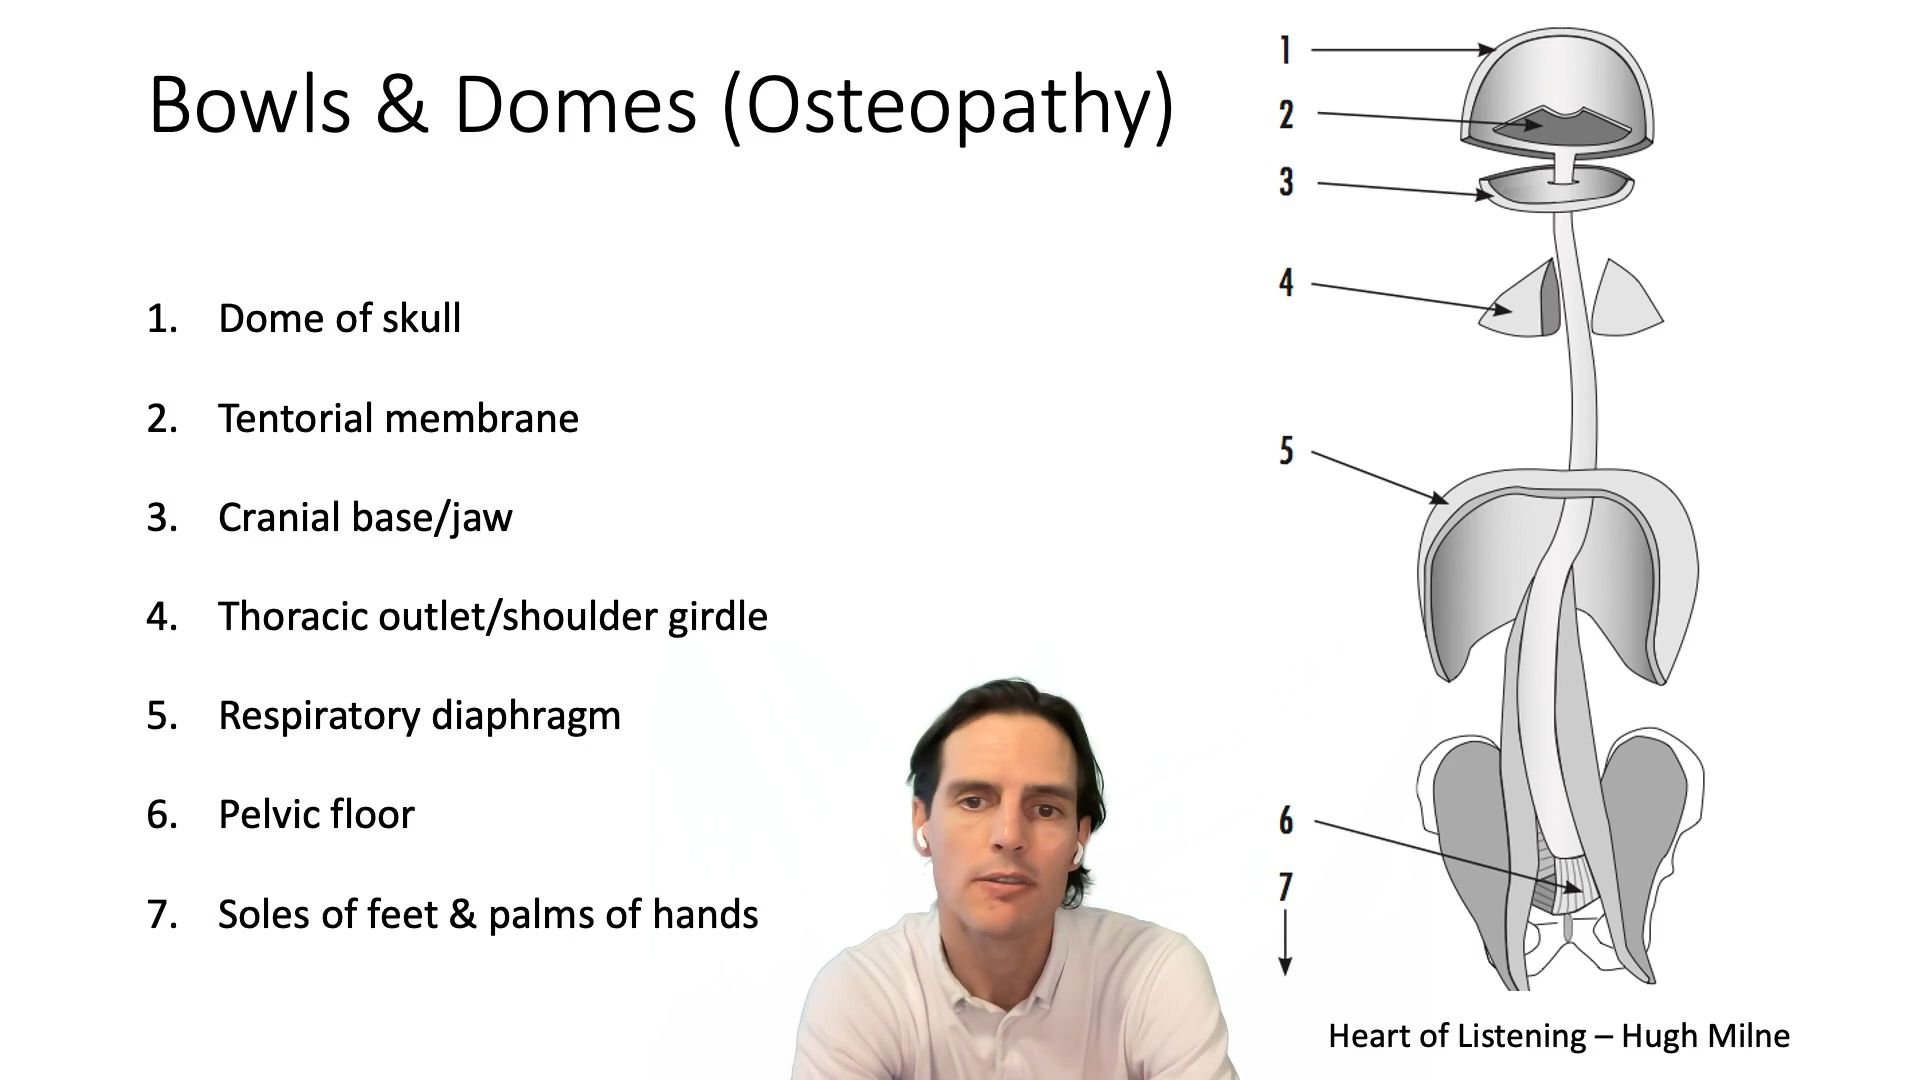 Bowls & Domes (Osteopathy)
1. Dome of skull
2. Tentorial membrane
3. Cranial base/jaw
4. Thoracic outlet/shoulder girdle
5. Respiratory diaphragm
6. Pelvic floor
7. Soles of feet & palms of hands
1
2
3
4
5
6
7
Heart of Listening – Hugh Milne